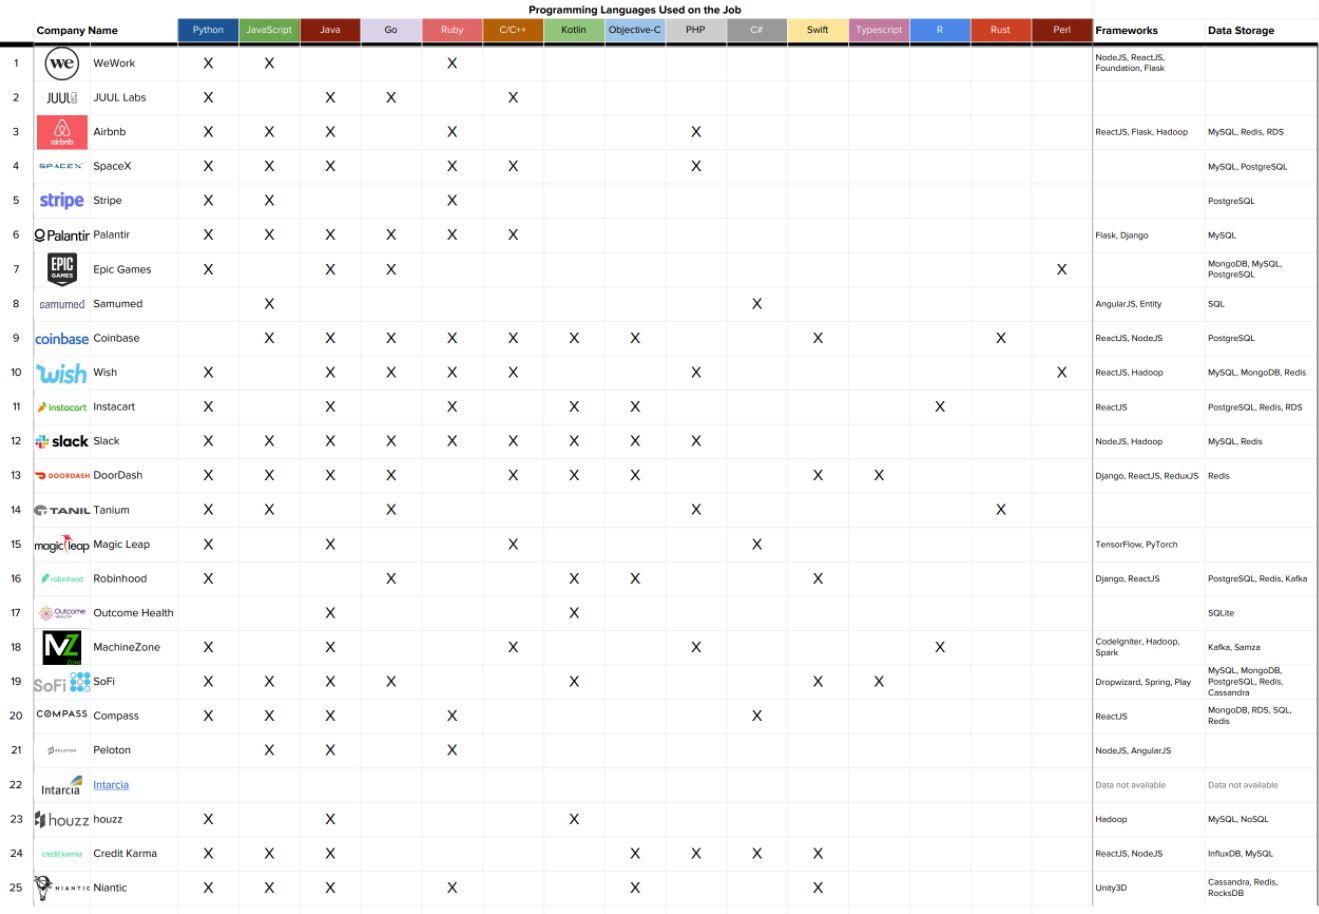 Programming Languages Used on the Job
Company Name Python JavaScript Java Go Ruby C/C++ Kotlin Objective-C PHP C# Swift Typescript R Rust Perl Frameworks Data Storage
1 we WeWork X X X NodeJS, ReactJS,
Foundation, Flask
2 JUUL LABS JUUL Labs X X X X
3 airbnb Airbnb X X X X X ReactJS, Flask, Hadoop MySQL, Redis, RDS
4 SPACEX SpaceX X X X X X X MySQL, PostgreSQL
5 stripe Stripe X X X PostgreSQL
6 Palantir Palantir X X X X X X Flask, Django MySQL
7 EPIC GAMES Epic Games X X X X MongoDB, MySQL,
PostgreSQL
8 samumed Samumed X X AngularJS, Entity SQL
9 coinbase Coinbase X X X X X X X X X ReactJS, NodeJS PostgreSQL
10 wish Wish X X X X X X X ReactJS, Hadoop MySQL, MongoDB, Redis
11 instacart Instacart X X X X X X ReactJS PostgreSQL, Redis, RDS
12 slack Slack X X X X X X X X X NodeJS, Hadoop MySQL, Redis
13 DOORDASH DoorDash X X X X X X X X X Django, ReactJS, ReduxJS Redis
14 TANIL Tanium X X X X X
15 magic leap Magic Leap X X X X TensorFlow, PyTorch
16 robinhood Robinhood X X X X X Django, ReactJS PostgreSQL, Redis, Kafka
17 Outcome HEALTH Outcome Health X X SQLite
18 MZ ZONE MachineZone X X X X X CodeIgniter, Hadoop,
Spark Kafka, Samza
19 SoFi SoFi X X X X X X X Dropwizard, Spring, Play MySQL, MongoDB,
PostgreSQL, Redis,
Cassandra
20 COMPASS Compass X X X X X ReactJS MongoDB, RDS, SQL,
Redis
21 PELOTON Peloton X X X NodeJS, AngularJS
22 Intarcia Intarcia Data not available Data not available
23 houzz houzz X X X Hadoop MySQL, NoSQL
24 credit karma Credit Karma X X X X X X X ReactJS, NodeJS InfluxDB, MySQL
25 NIANTIC Niantic X X X X X X Unity3D Cassandra, Redis,
RocksDB